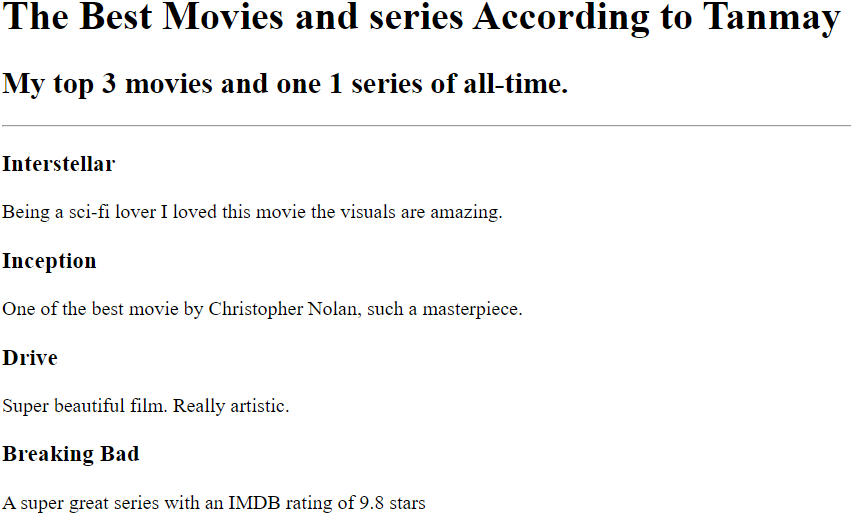 The Best Movies and series According to Tanmay
My top 3 movies and one 1 series of all-time.
Interstellar
Being a sci-fi lover I loved this movie the visuals are amazing.
Inception
One of the best movie by Christopher Nolan, such a masterpiece.
Drive
Super beautiful film. Really artistic.
Breaking Bad
A super great series with an IMDB rating of 9.8 stars